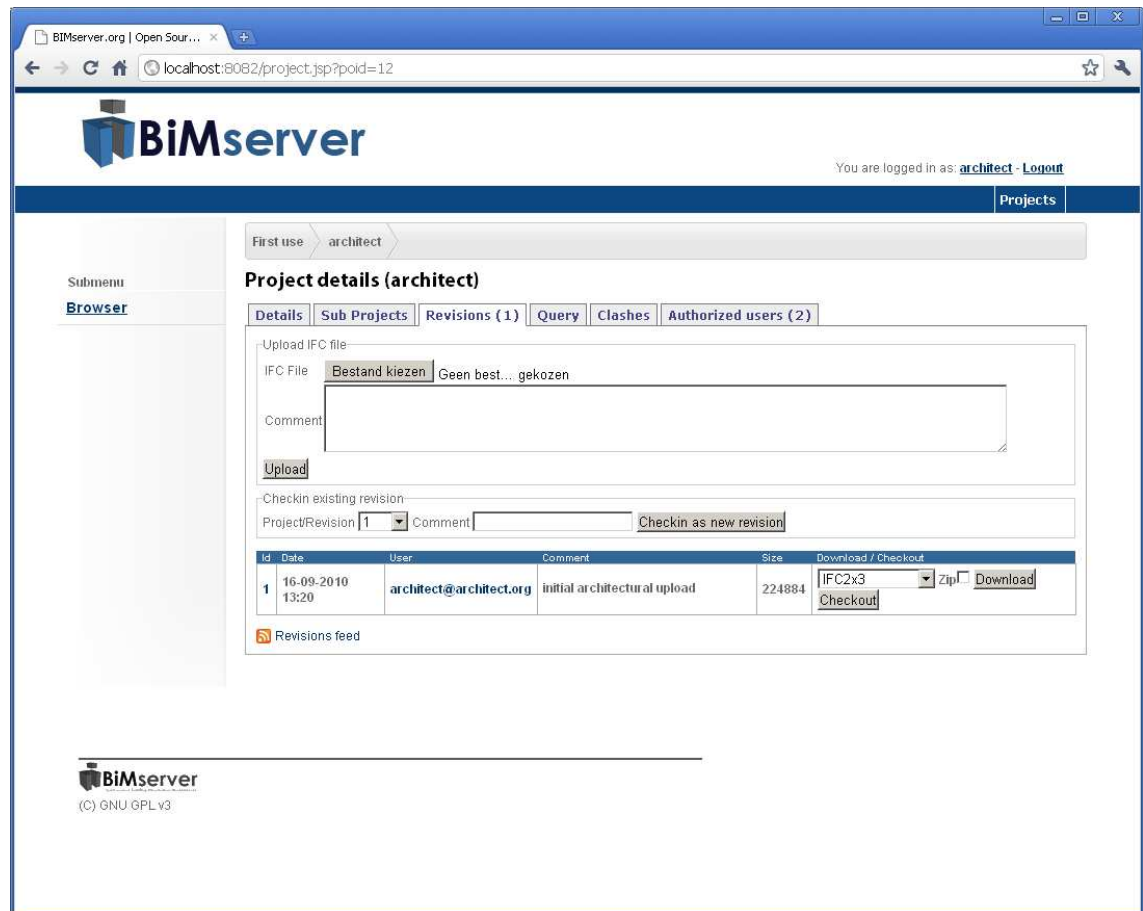 BIMserver.org | Open Sour...
localhost:8082/project.jsp?poid=12
BiMserver
You are logged in as: architect - Logout
Projects
First use architect
Submenu
Browser
Project details (architect)
Details Sub Projects Revisions (1) Query Clashes Authorized users (2)
Upload IFC file
IFC File Bestand kiezen Geen best... gekozen
Comment
Upload
Checkin existing revision
Project/Revision 1 Comment Checkin as new revision
Id Date User Comment Size Download / Checkout
1 16-09-2010 13:20 architect@architect.org initial architectural upload 224884 IFC2x3 Zip Download
Checkout
Revisions feed
BiMserver
(C) GNU GPL v3